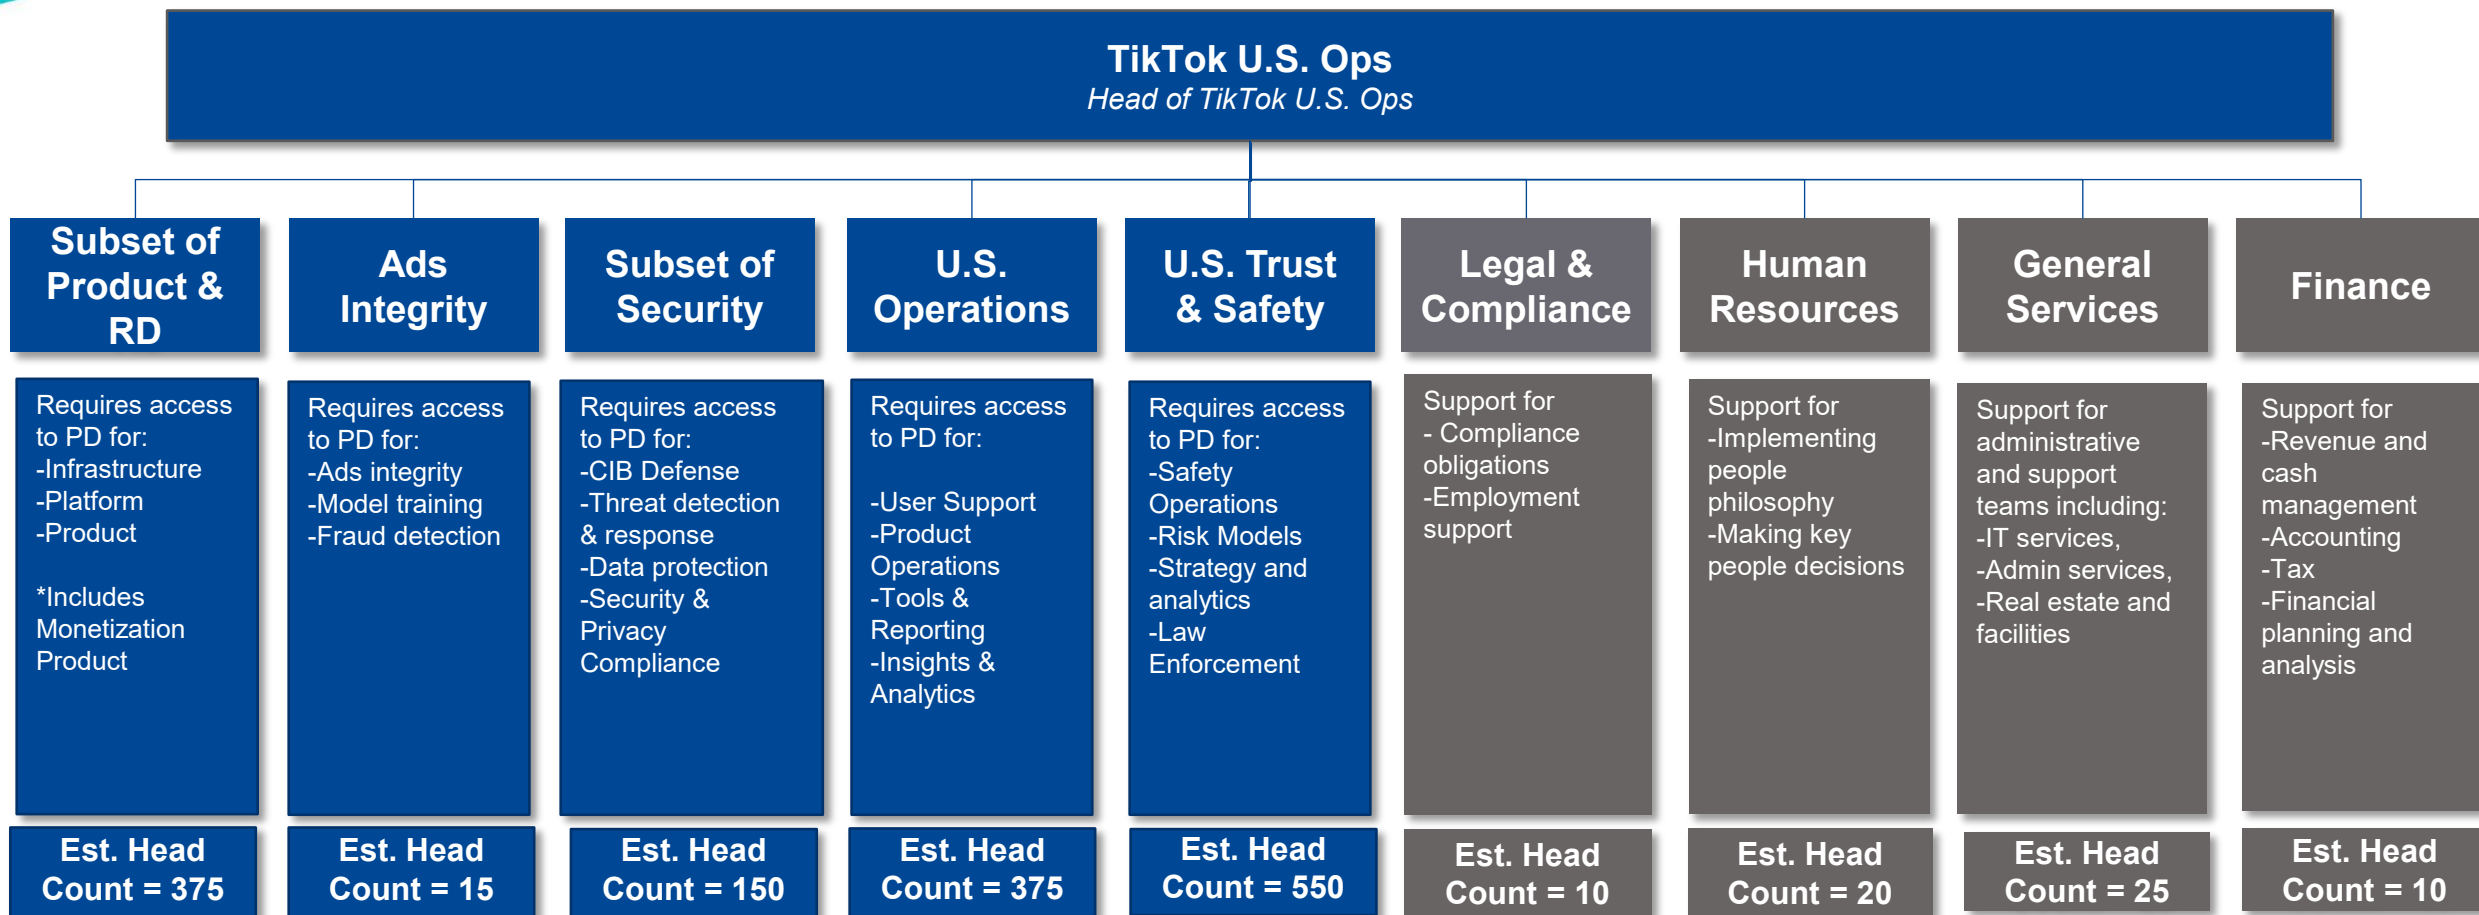 TikTok U.S. Ops
Head of TikTok U.S. Ops
Subset of
Product &
RD
Requires access
to PD for:
-Infrastructure
-Platform
-Product
*Includes
Monetization
Product
Est. Head
Count = 375
Ads
Integrity
Requires access
to PD for:
-Ads integrity
-Model training
-Fraud detection
Est. Head
Count = 15
Subset of
Security
Requires access
to PD for:
-CIB Defense
-Threat detection
& response
-Data protection
-Security &
Privacy
Compliance
Est. Head
Count = 150
U.S.
Operations
Requires access
to PD for:
-User Support
-Product
Operations
-Tools &
Reporting
-Insights &
Analytics
Est. Head
Count = 375
U.S. Trust
& Safety
Requires access
to PD for:
-Safety
Operations
-Risk Models
-Strategy and
analytics
-Law
Enforcement
Est. Head
Count = 550
Legal &
Compliance
Support for
- Compliance
obligations
-Employment
support
Est. Head
Count = 10
Human
Resources
Support for
-Implementing
people
philosophy
-Making key
people decisions
Est. Head
Count = 20
General
Services
Support for
administrative
and support
teams including:
-IT services,
-Admin services,
-Real estate and
facilities
Est. Head
Count = 25
Finance
Support for
-Revenue and
cash
management
-Accounting
-Tax
-Financial
planning and
analysis
Est. Head
Count = 10